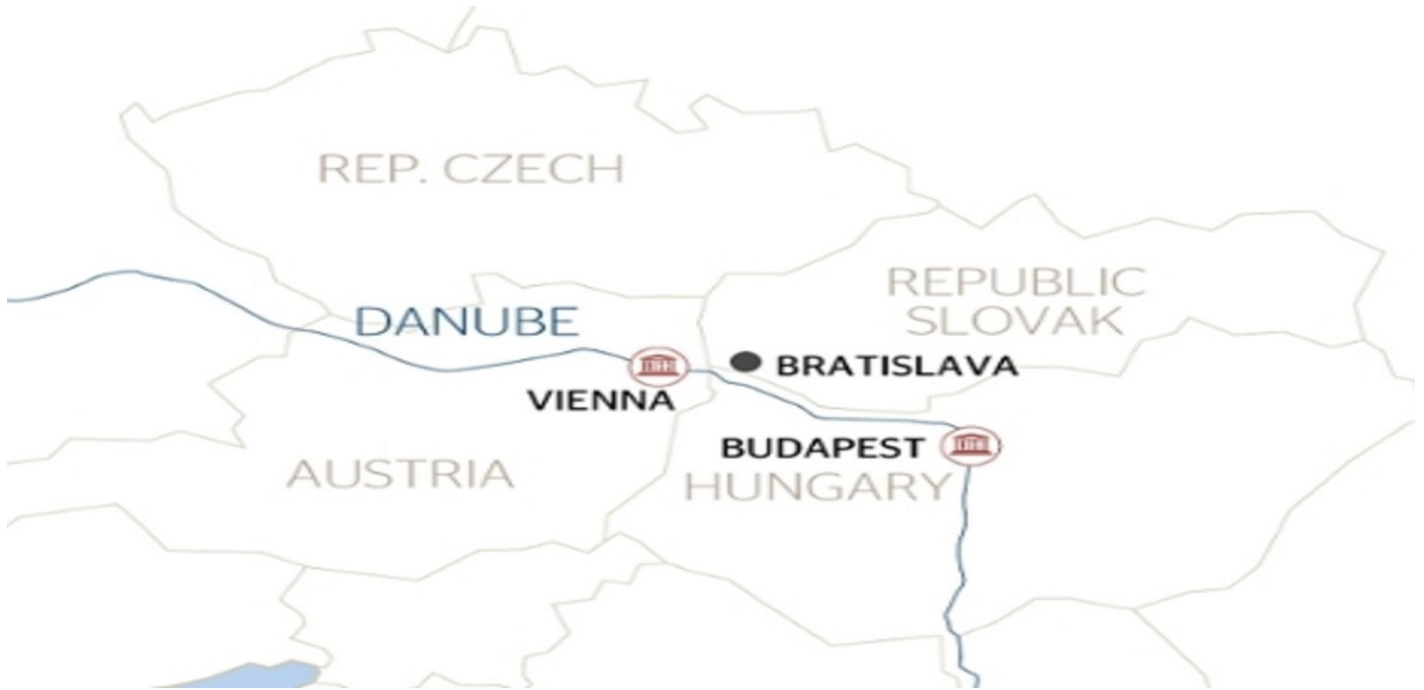 REP. CZECH
REPUBLIC
SLOVAK
DANUBE
BRATISLAVA
VIENNA
BUDAPEST
AUSTRIA
HUNGARY